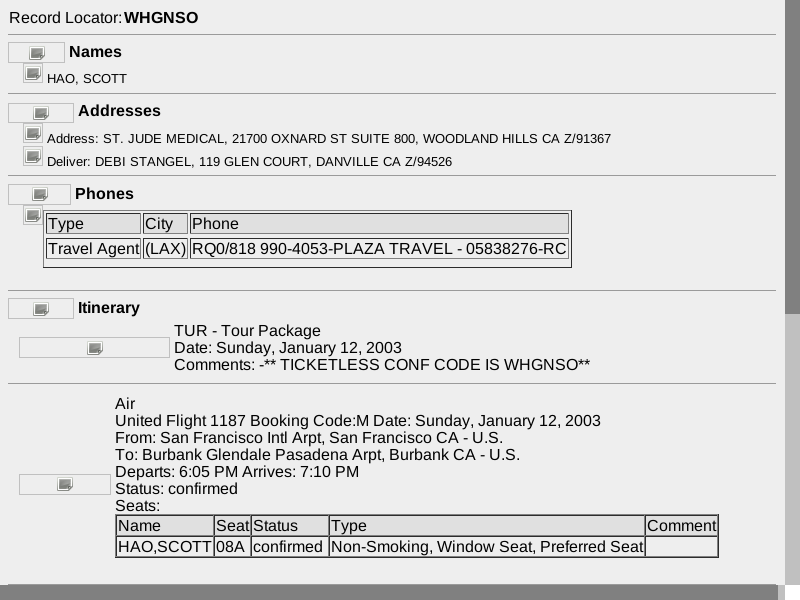 Record Locator: WHGNSO
Names
HAO, SCOTT
Addresses
Address: ST. JUDE MEDICAL, 21700 OXNARD ST SUITE 800, WOODLAND HILLS CA Z/91367
Deliver: DEBI STANGEL, 119 GLEN COURT, DANVILLE CA Z/94526
Phones
Type City Phone
Travel Agent (LAX) RQ0/818 990-4053-PLAZA TRAVEL - 05838276-RC
Itinerary
TUR - Tour Package
Date: Sunday, January 12, 2003
Comments: -** TICKETLESS CONF CODE IS WHGNSO**
Air
United Flight 1187 Booking Code:M Date: Sunday, January 12, 2003
From: San Francisco Intl Arpt, San Francisco CA - U.S.
To: Burbank Glendale Pasadena Arpt, Burbank CA - U.S.
Departs: 6:05 PM Arrives: 7:10 PM
Status: confirmed
Seats:
Name Seat Status Type Comment
HAO,SCOTT 08A confirmed Non-Smoking, Window Seat, Preferred Seat